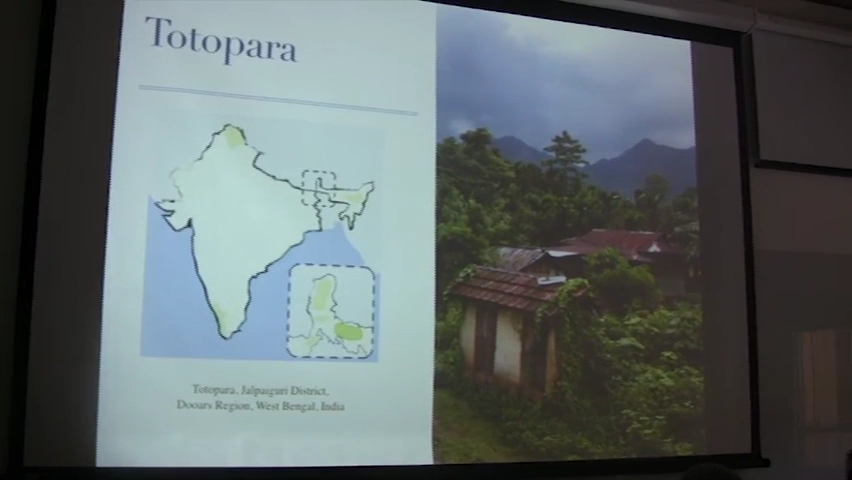 Totopara
Totopara, Jalpaiguri District,
Dooars Region, West Bengal, India